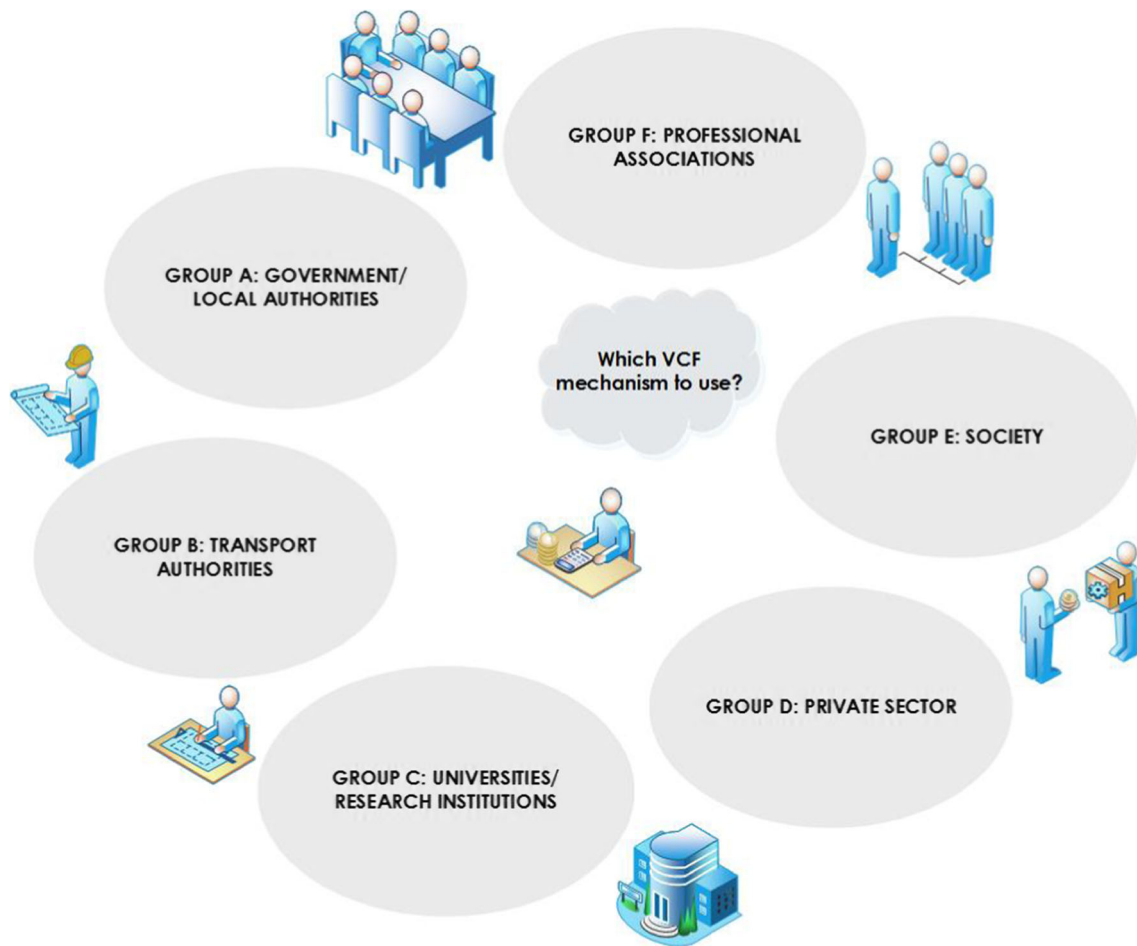 GROUP F: PROFESSIONAL
ASSOCIATIONS
GROUP A: GOVERNMENT/
LOCAL AUTHORITIES
Which VCF
mechanism to use?
GROUP E: SOCIETY
GROUP B: TRANSPORT
AUTHORITIES
GROUP D: PRIVATE SECTOR
GROUP C: UNIVERSITIES/
RESEARCH INSTITUTIONS